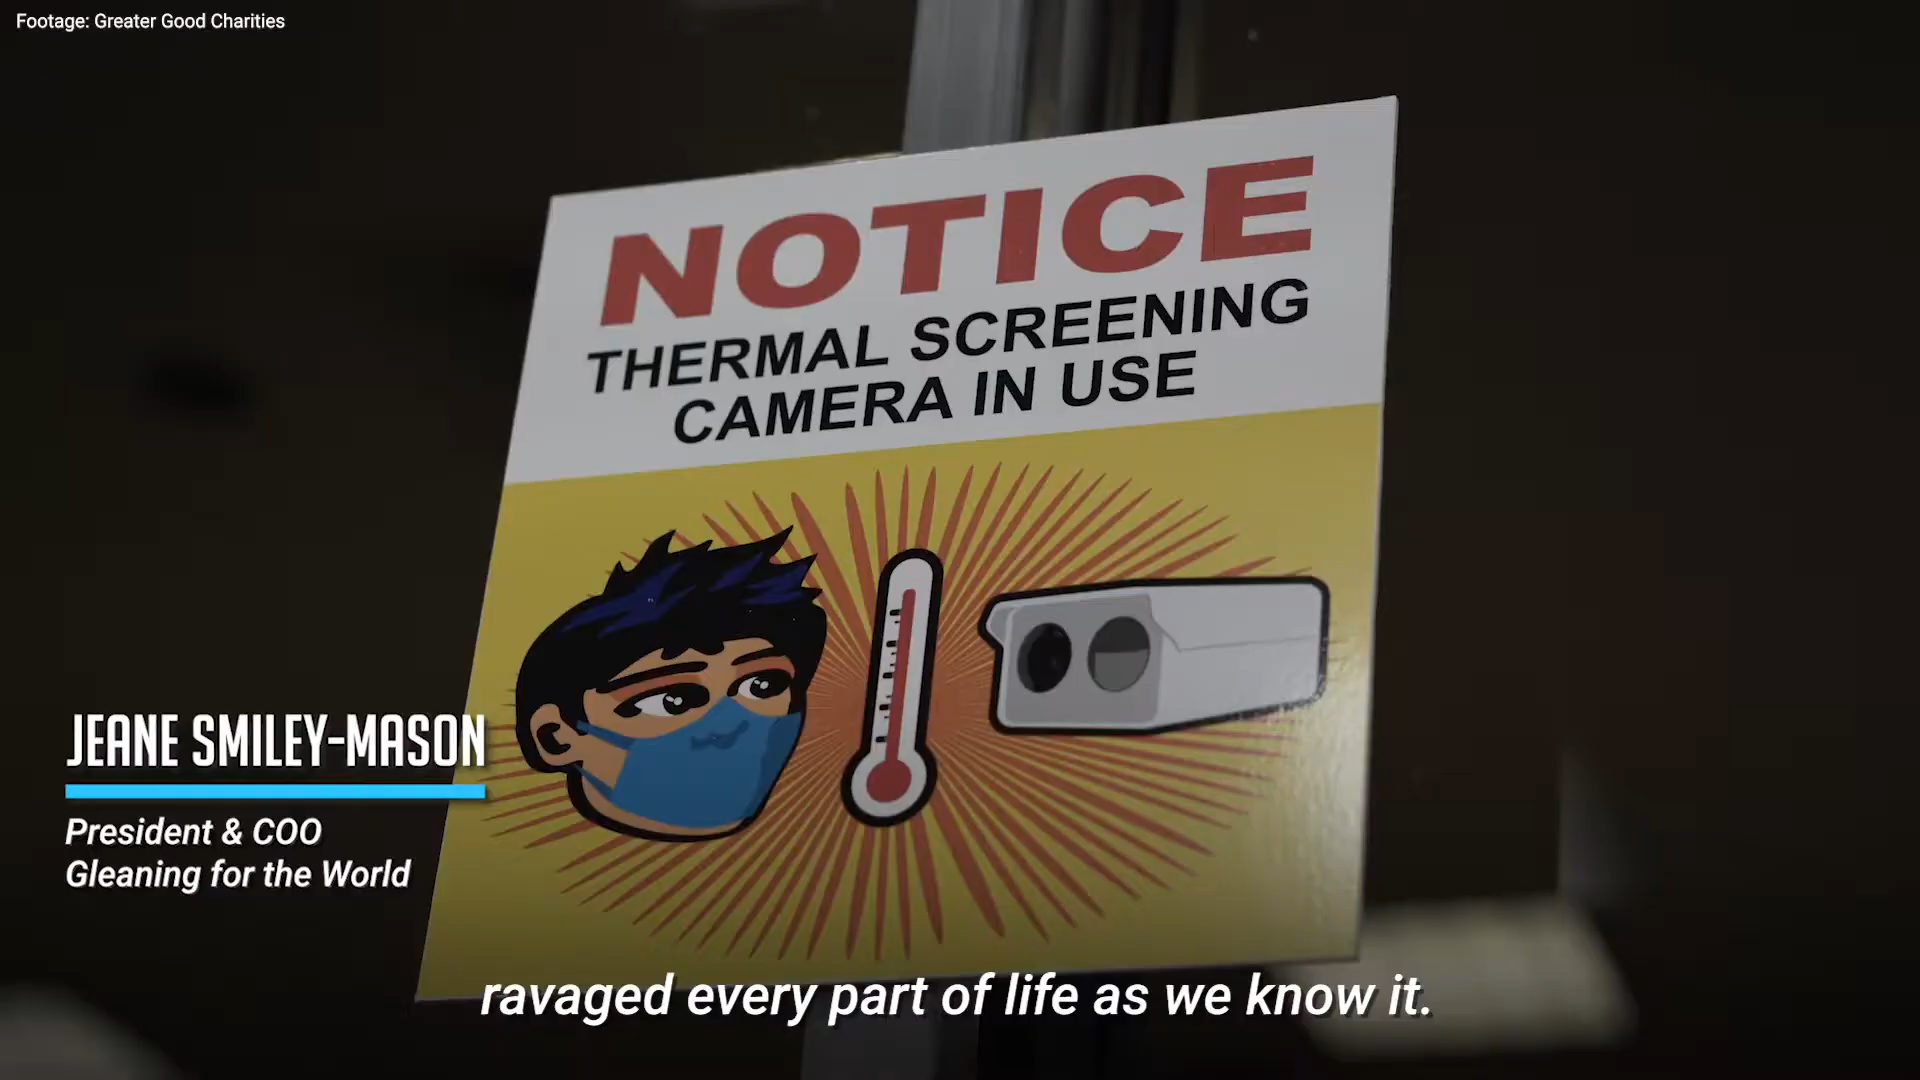 Footage: Greater Good Charities
NOTICE
THERMAL SCREENING
CAMERA IN USE
JEANE SMILEY-MASON
President & COO
Gleaning for the World
ravaged every part of life as we know it.